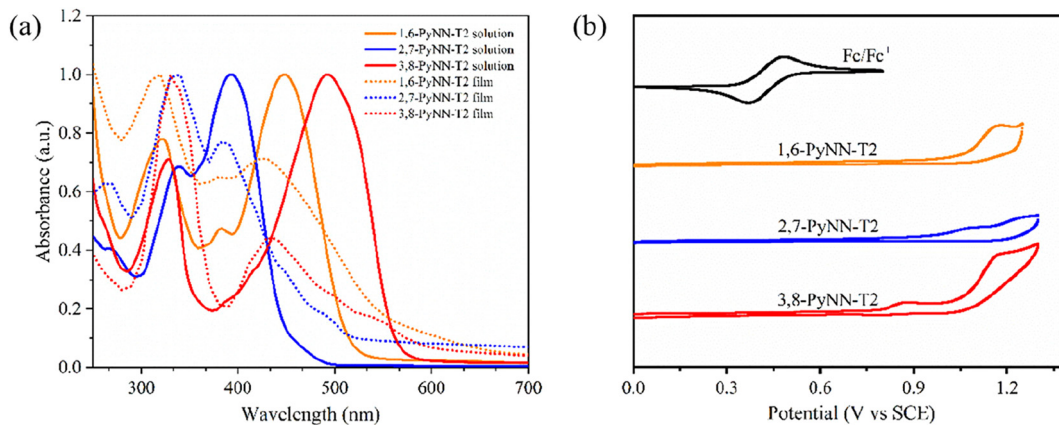 (a)
1,6-PyNN-T2 solution
2,7-PyNN-T2 solution
3,8-PyNN-T2 solution
1,6-PyNN-T2 film
2,7-PyNN-T2 film
3,8-PyNN-T2 film
1.0
0.8
0.6
0.4
0.2
0.0
Absorbance (a.u.)
300 400 500 600 700
Wavelength (nm)
(b)
Fc/Fc⁺
1,6-PyNN-T2
2,7-PyNN-T2
3,8-PyNN-T2
0.0 0.3 0.6 0.9 1.2
Potential (V vs SCE)